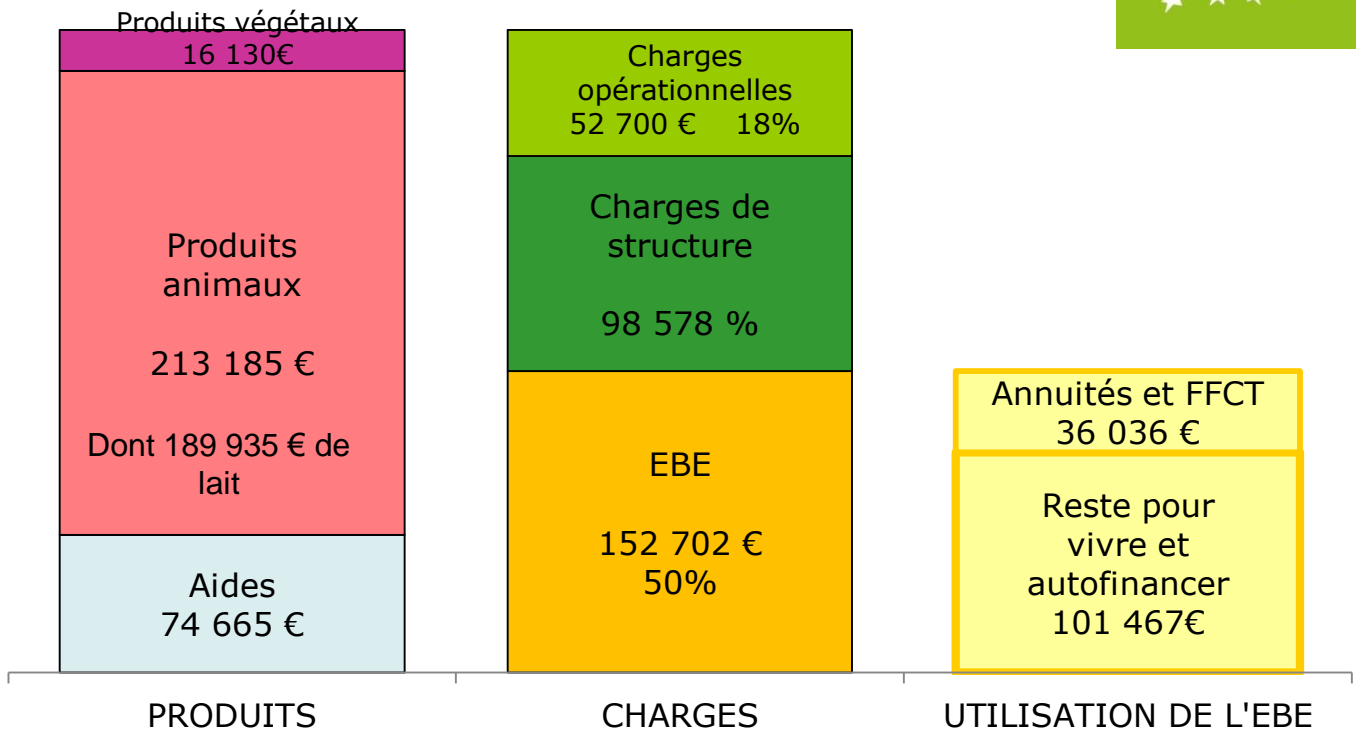 Produits végétaux
16 130€
Produits
animaux
213 185 €
Dont 189 935 € de
lait
Aides
74 665 €
Charges
opérationnelles
52 700 € 18%
Charges de
structure
98 578 %
EBE
152 702 €
50%
Annuités et FFCT
36 036 €
Reste pour
vivre et
autofinancer
101 467€
PRODUITS
CHARGES
UTILISATION DE L'EBE